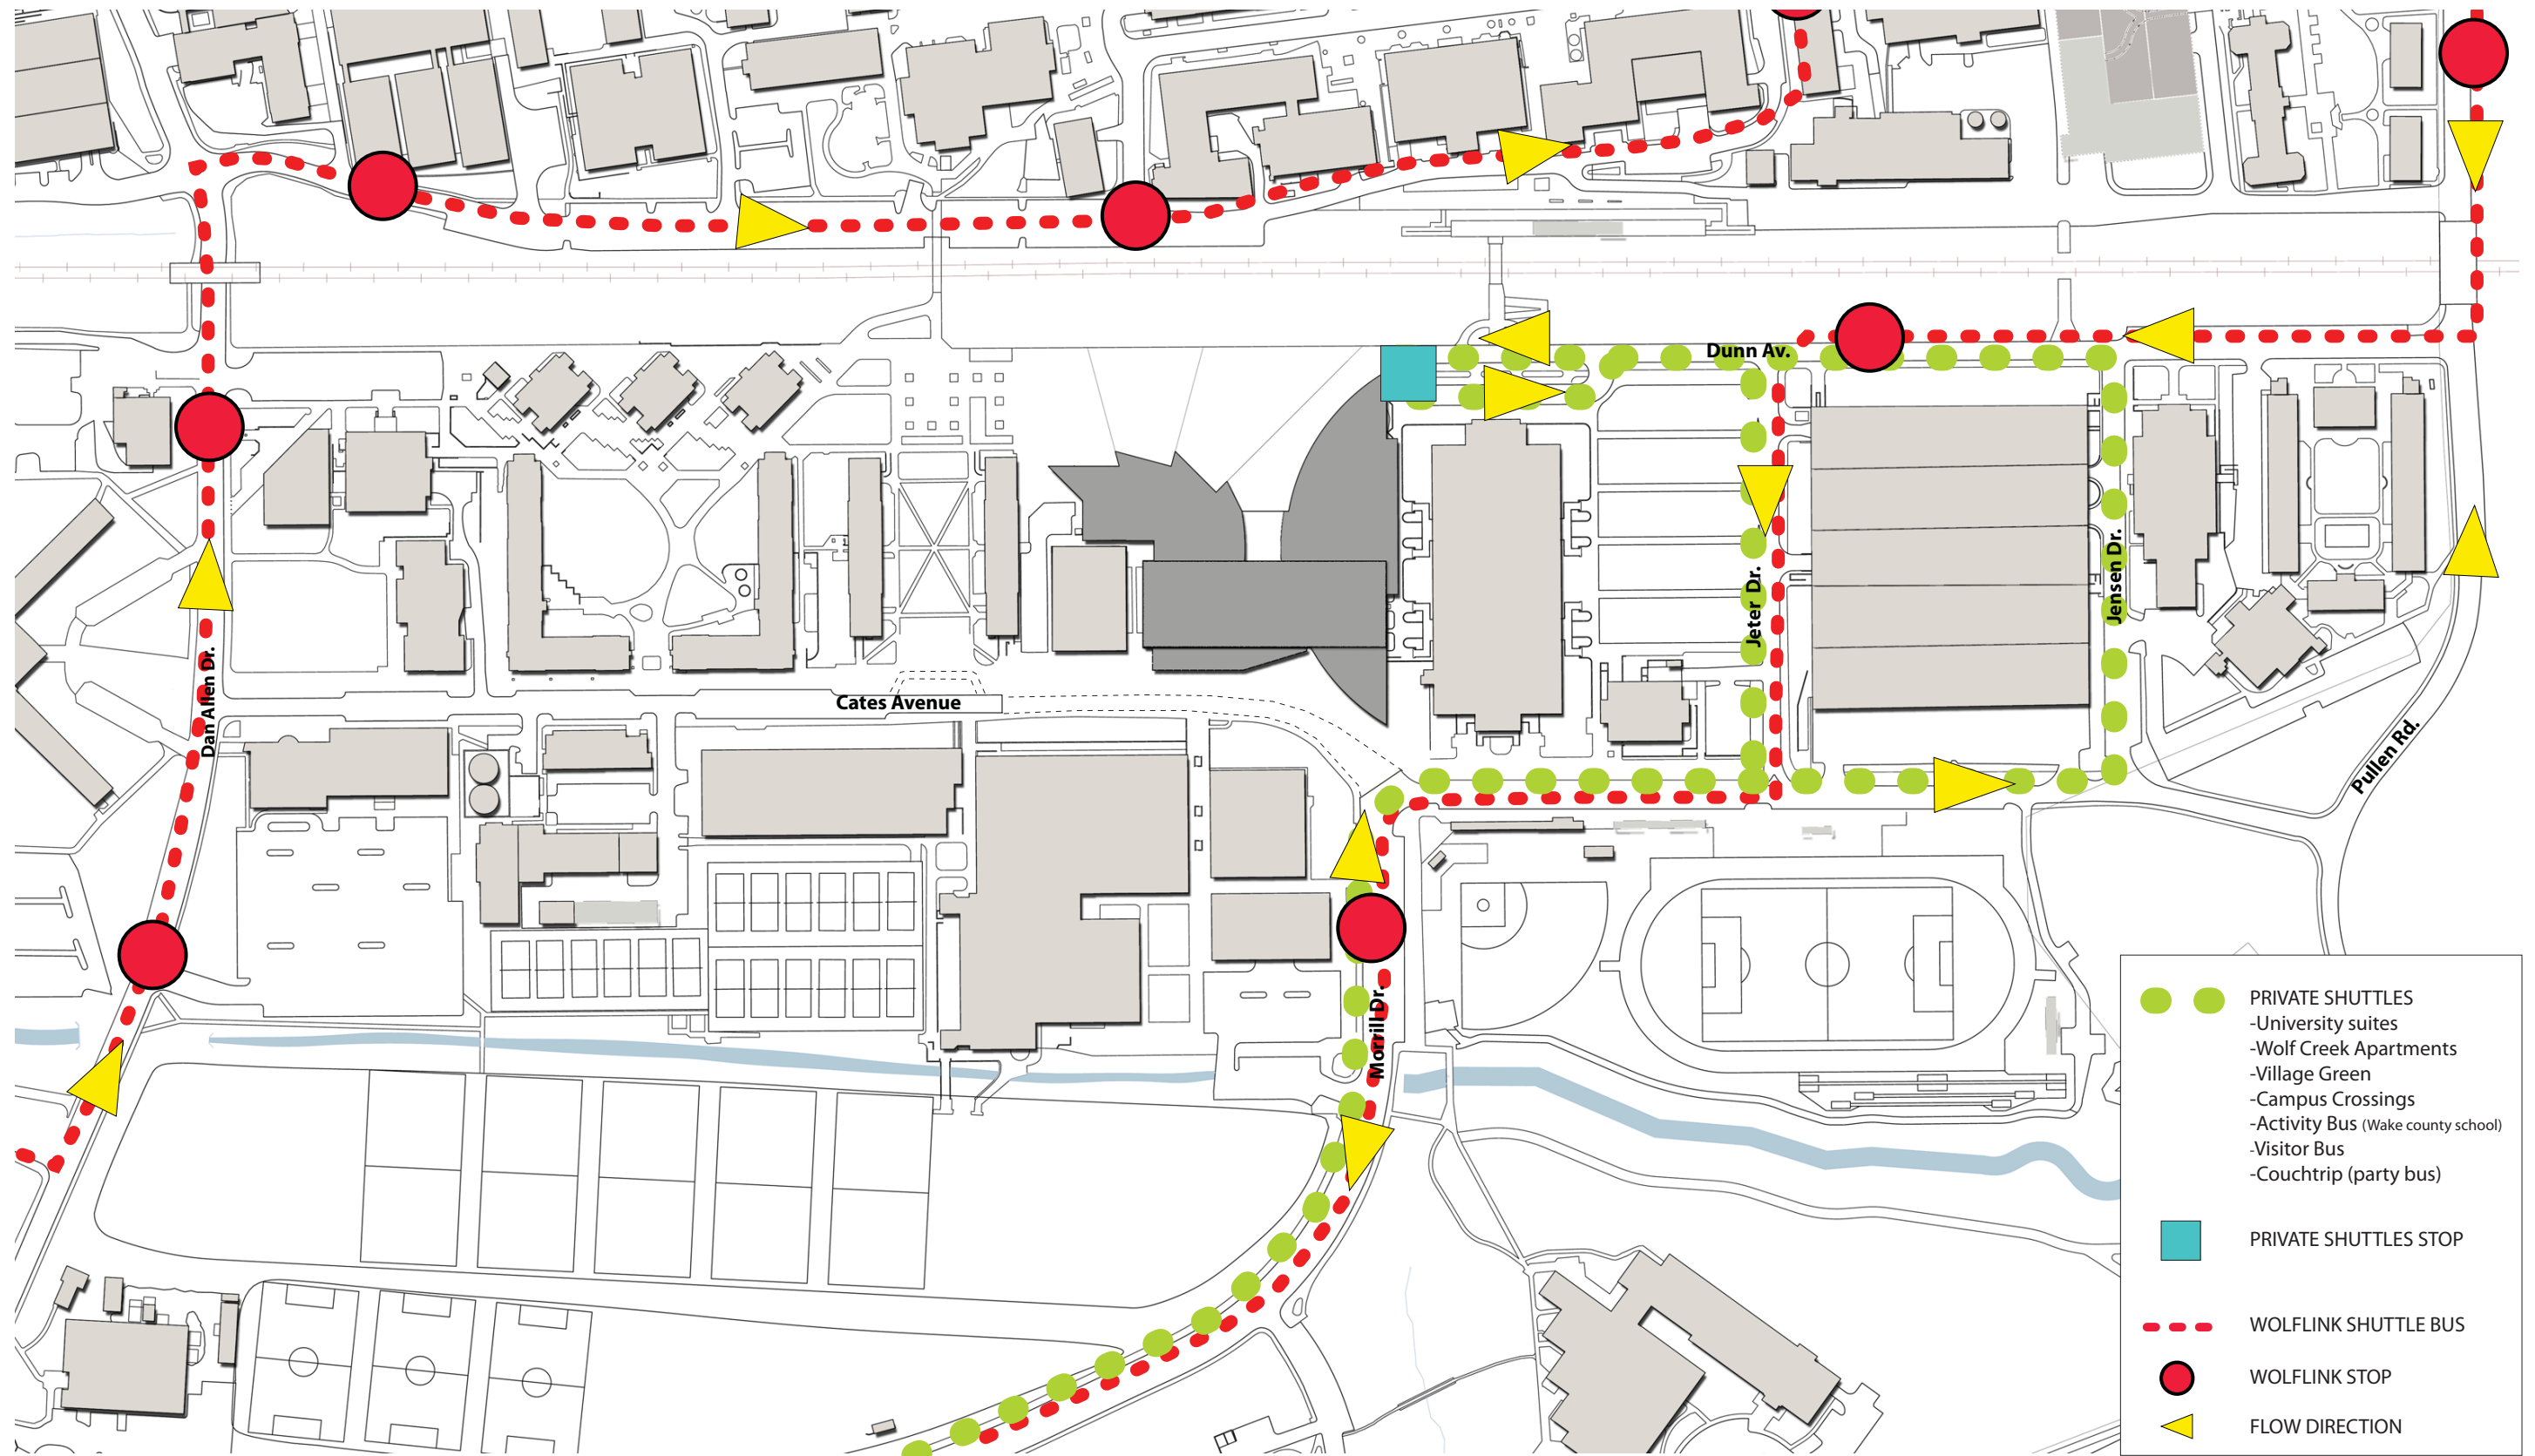 Dunn Av.
Jensen Dr.
Jeter Dr.
Dan Allen Dr.
Cates Avenue
Pullen Rd.
Morrill Dr.
PRIVATE SHUTTLES
-University suites
-Wolf Creek Apartments
-Village Green
-Campus Crossings
-Activity Bus (Wake county school)
-Visitor Bus
-Couchtrip (party bus)
PRIVATE SHUTTLES STOP
WOLFLINK SHUTTLE BUS
WOLFLINK STOP
FLOW DIRECTION